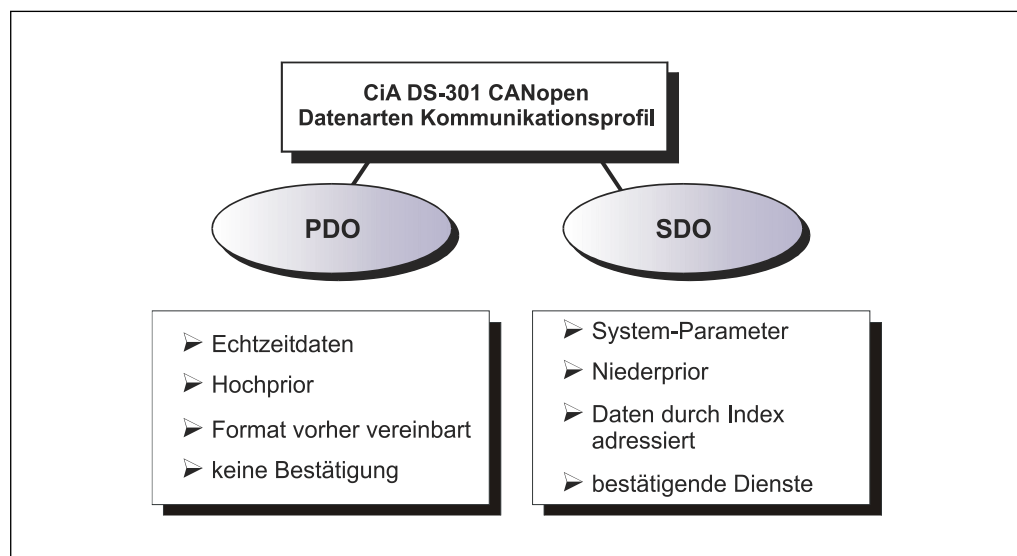 CiA DS-301 CANopen
Datenarten Kommunikationsprofil
PDO
SDO
Echtzeitdaten
Hochprior
Format vorher vereinbart
keine Bestätigung
System-Parameter
Niederprior
Daten durch Index
adressiert
bestätigende Dienste